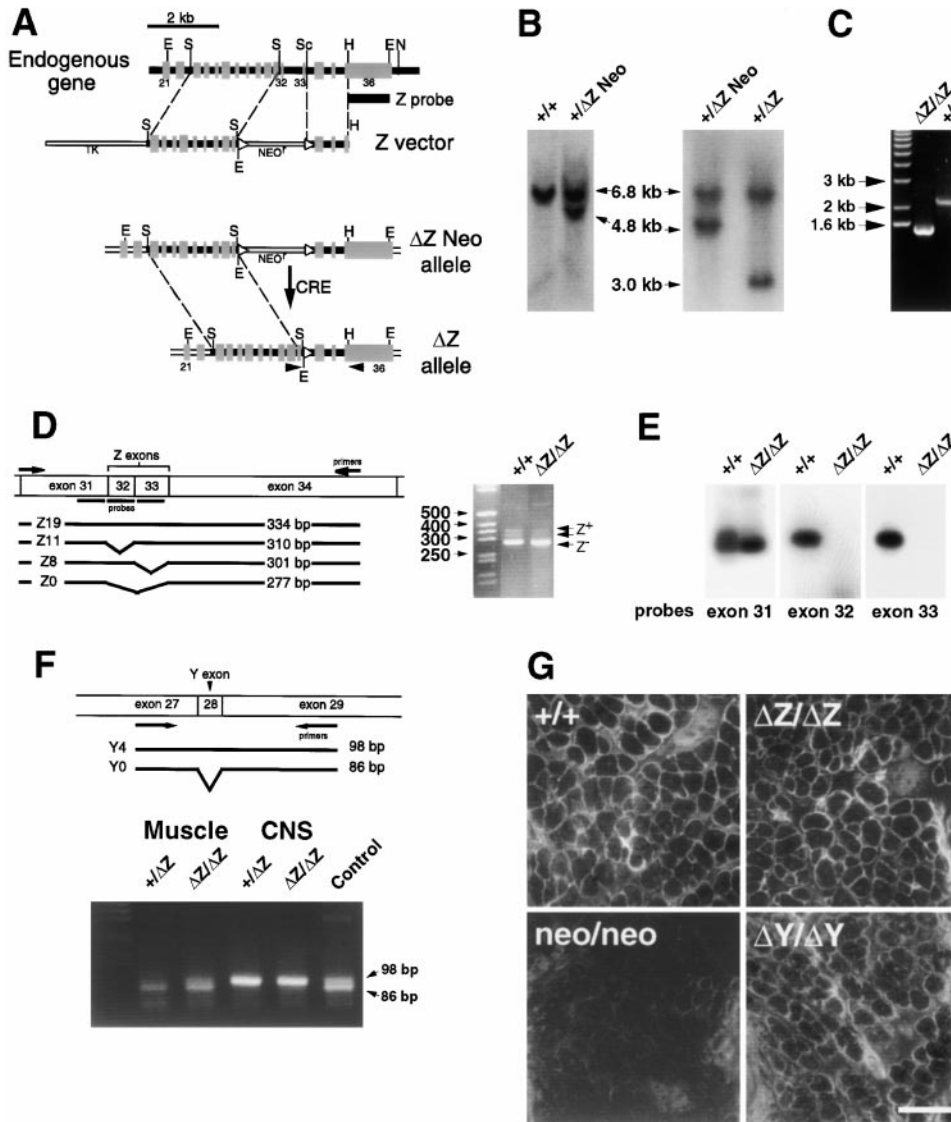 A
2 kb
E S S Sc H E N
Endogenous
gene
21 32 33 36
Z probe
S S H
TK NEOr Z vector
E
E S S H E
ΔZ Neo
allele
NEOr
E
CRE
E S S H E
ΔZ
allele
21 E 36
B
+/+ +/ΔZ Neo +/ΔZ Neo +/ΔZ
6.8 kb
4.8 kb
3.0 kb
C
ΔZ/ΔZ
3 kb
2 kb
1.6 kb
D
Z exons
primers
exon 31 32 33 exon 34
probes
Z19 334 bp
Z11 310 bp
Z8 301 bp
Z0 277 bp
+/+ ΔZ/ΔZ
500
400
300
250
Z+
Z-
E
+/+ ΔZ/ΔZ +/+ ΔZ/ΔZ +/+ ΔZ/ΔZ
probes exon 31 exon 32 exon 33
F
Y exon
exon 27 28 exon 29
primers
Y4 98 bp
Y0 86 bp
Muscle CNS
+/ΔZ ΔZ/ΔZ +/ΔZ ΔZ/ΔZ Control
98 bp
86 bp
G
+/+ ΔZ/ΔZ
neo/neo ΔY/ΔY